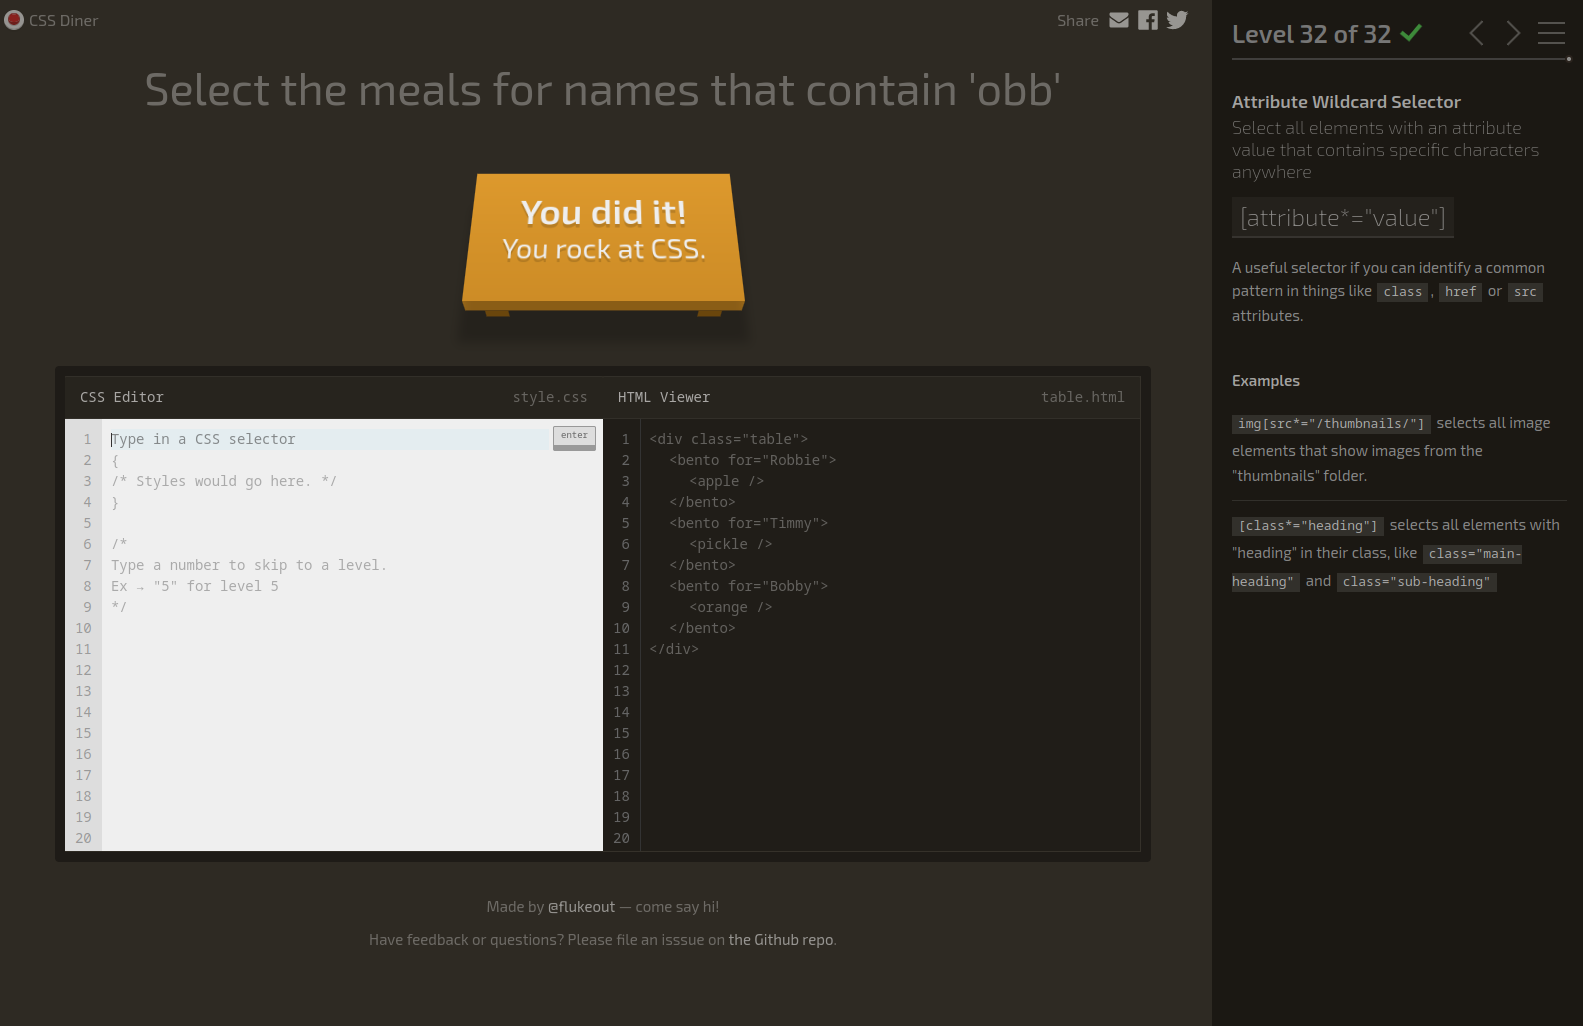 CSS Diner
Share
Select the meals for names that contain 'obb'
You did it!
You rock at CSS.
CSS Editor
style.css
HTML Viewer
table.html
1 Type in a CSS selector
enter
2 {
3 /* Styles would go here. */
4 }
5
6 /*
7 Type a number to skip to a level.
8 Ex → "5" for level 5
9 */
10
11
12
13
14
15
16
17
18
19
20
1 <div class="table">
2 <bento for="Robbie">
3 <apple />
4 </bento>
5 <bento for="Timmy">
6 <pickle />
7 </bento>
8 <bento for="Bobby">
9 <orange />
10 </bento>
11 </div>
12
13
14
15
16
17
18
19
20
Made by @flukeout — come say hi!
Have feedback or questions? Please file an isssue on the Github repo.
Level 32 of 32
Attribute Wildcard Selector
Select all elements with an attribute
value that contains specific characters
anywhere
[attribute*="value"]
A useful selector if you can identify a common
pattern in things like class , href or src
attributes.
Examples
img[src*="/thumbnails/"] selects all image
elements that show images from the
"thumbnails" folder.
[class*="heading"] selects all elements with
"heading" in their class, like class="main-
heading" and class="sub-heading"